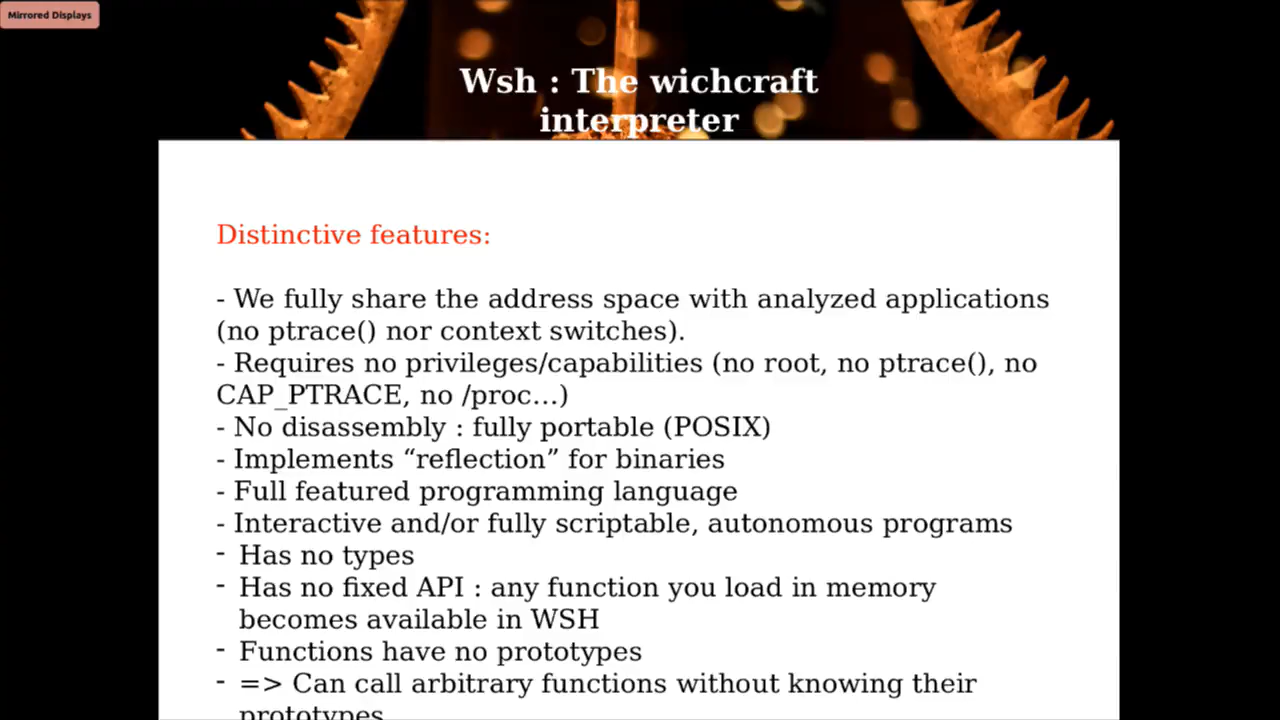 Mirrored Displays
Wsh : The wichcraft
interpreter
Distinctive features:
- We fully share the address space with analyzed applications
(no ptrace() nor context switches).
- Requires no privileges/capabilities (no root, no ptrace(), no
CAP_PTRACE, no /proc…)
- No disassembly : fully portable (POSIX)
- Implements “reflection” for binaries
- Full featured programming language
- Interactive and/or fully scriptable, autonomous programs
- Has no types
- Has no fixed API : any function you load in memory
becomes available in WSH
- Functions have no prototypes
- => Can call arbitrary functions without knowing their
prototypes